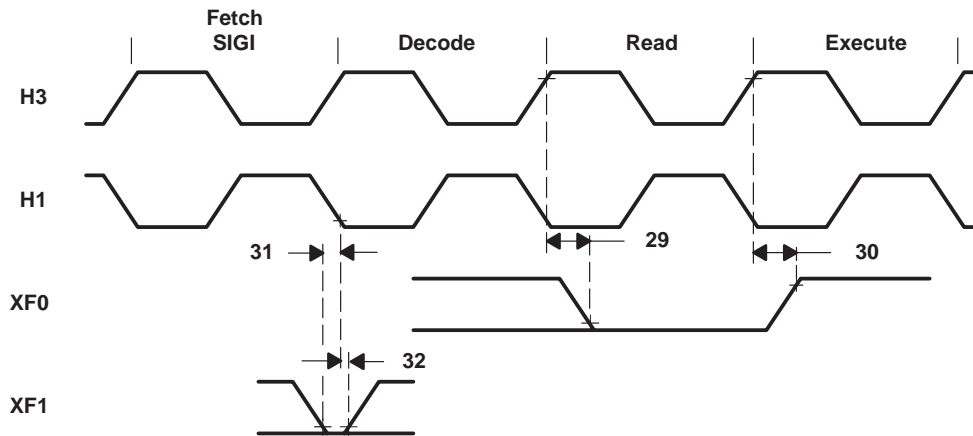 Fetch
SIGI
Decode
Read
Execute
H3
H1
31
29
30
XF0
32
XF1